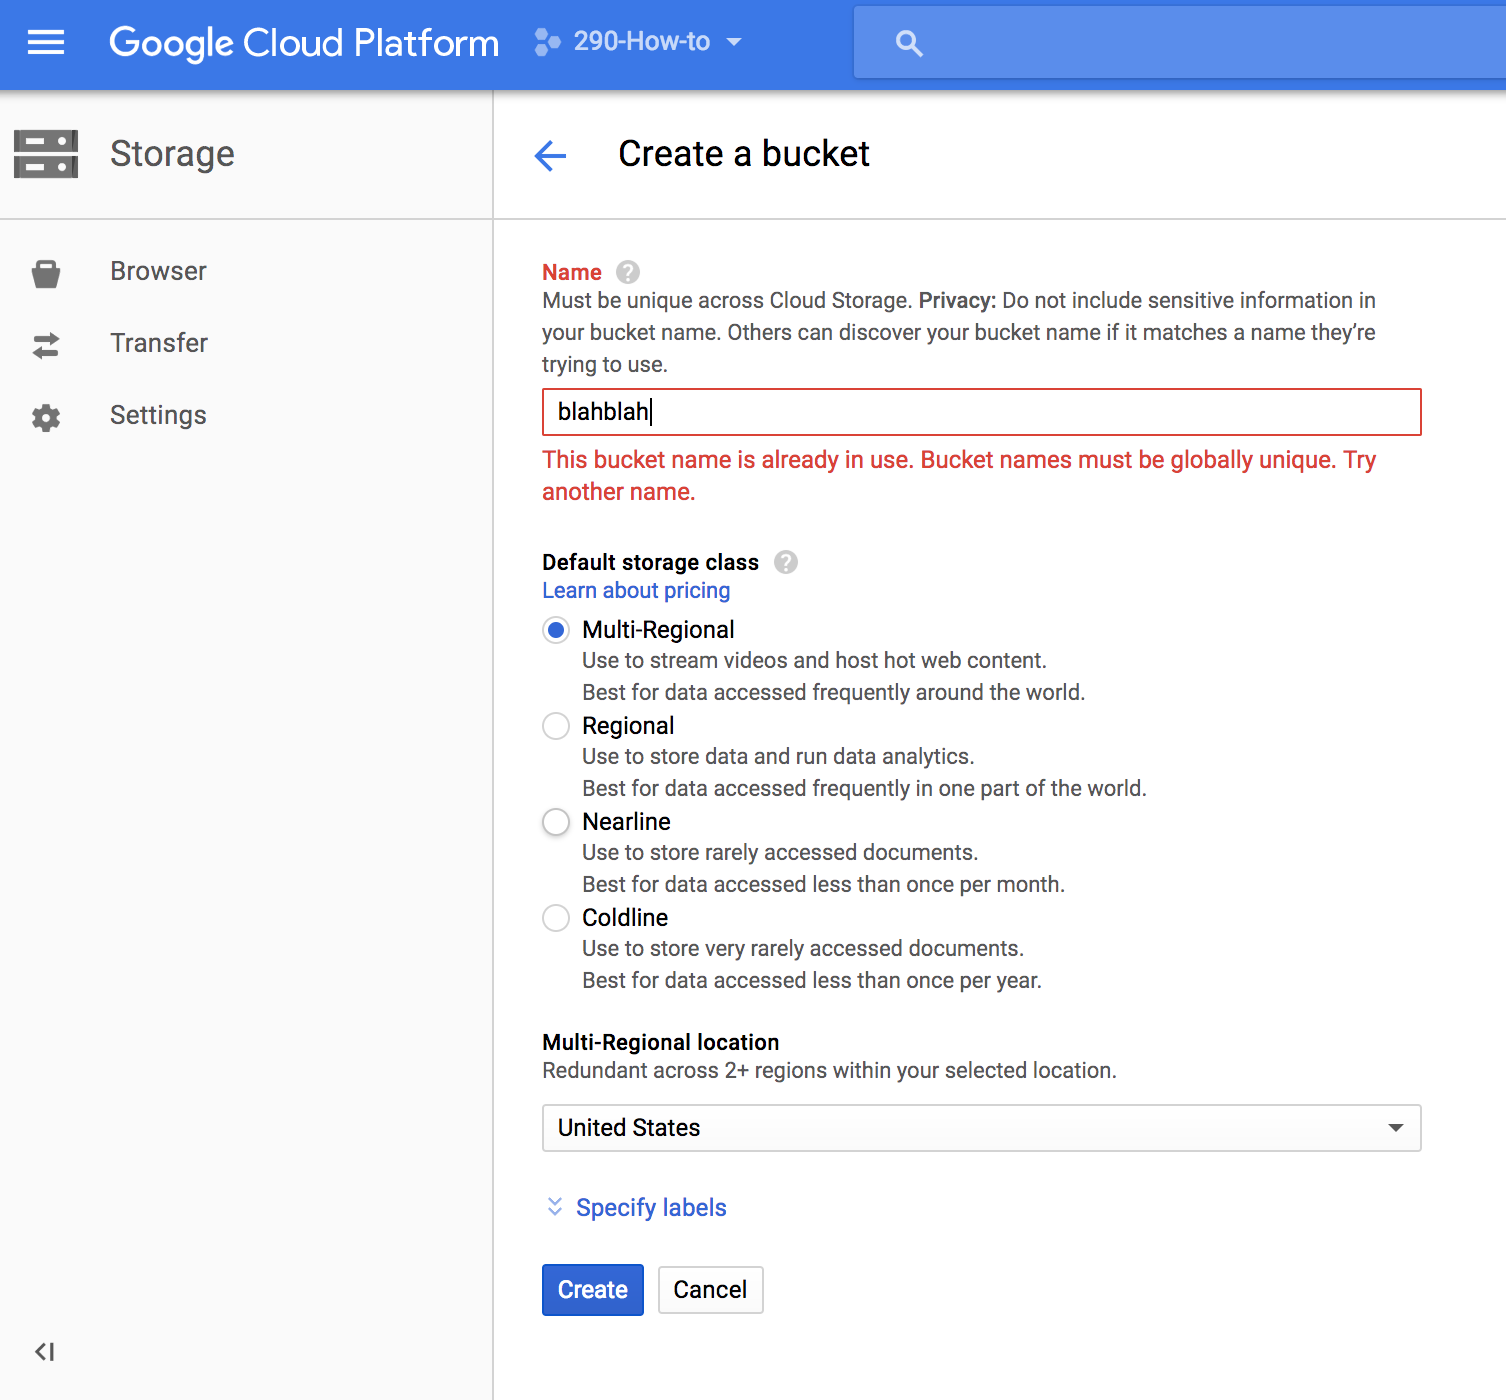 Google Cloud Platform
290-How-to
Storage
Create a bucket
Browser
Transfer
Settings
Name
Must be unique across Cloud Storage. Privacy: Do not include sensitive information in
your bucket name. Others can discover your bucket name if it matches a name they’re
trying to use.
blahblah
This bucket name is already in use. Bucket names must be globally unique. Try
another name.
Default storage class
Learn about pricing
Multi-Regional
Use to stream videos and host hot web content.
Best for data accessed frequently around the world.
Regional
Use to store data and run data analytics.
Best for data accessed frequently in one part of the world.
Nearline
Use to store rarely accessed documents.
Best for data accessed less than once per month.
Coldline
Use to store very rarely accessed documents.
Best for data accessed less than once per year.
Multi-Regional location
Redundant across 2+ regions within your selected location.
United States
Specify labels
Create
Cancel